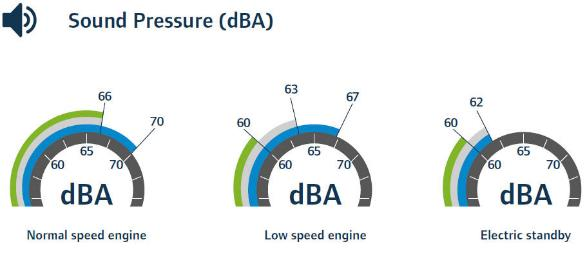 Sound Pressure (dBA)
66
70
60
65
70
dBA
Normal speed engine
60
63
67
60
65
70
dBA
Low speed engine
60
62
60
65
70
dBA
Electric standby